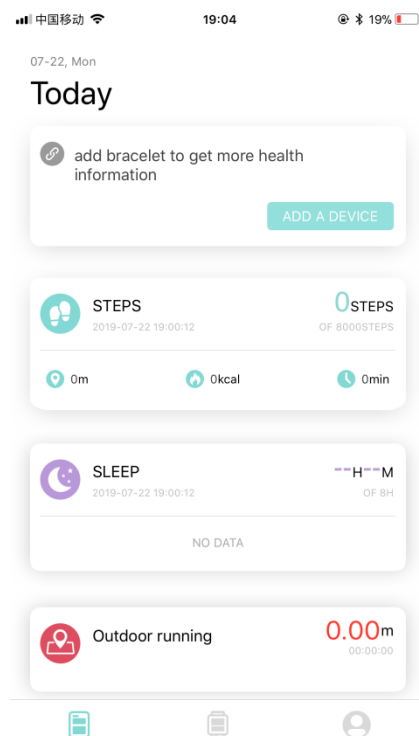 中国移动 19:04 19%
07-22, Mon
Today
add bracelet to get more health
information
ADD A DEVICE
STEPS 0STEPS
2019-07-22 19:00:12 OF 8000STEPS
0m 0kcal 0min
SLEEP --H--M
2019-07-22 19:00:12 OF 8H
NO DATA
Outdoor running 0.00m
00:00:00